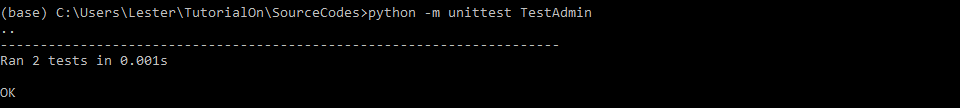 (base) C:\Users\Lester\TutorialOn\SourceCodes>python -m unittest TestAdmin
..
----------------------------------------------------------------------
Ran 2 tests in 0.001s
OK